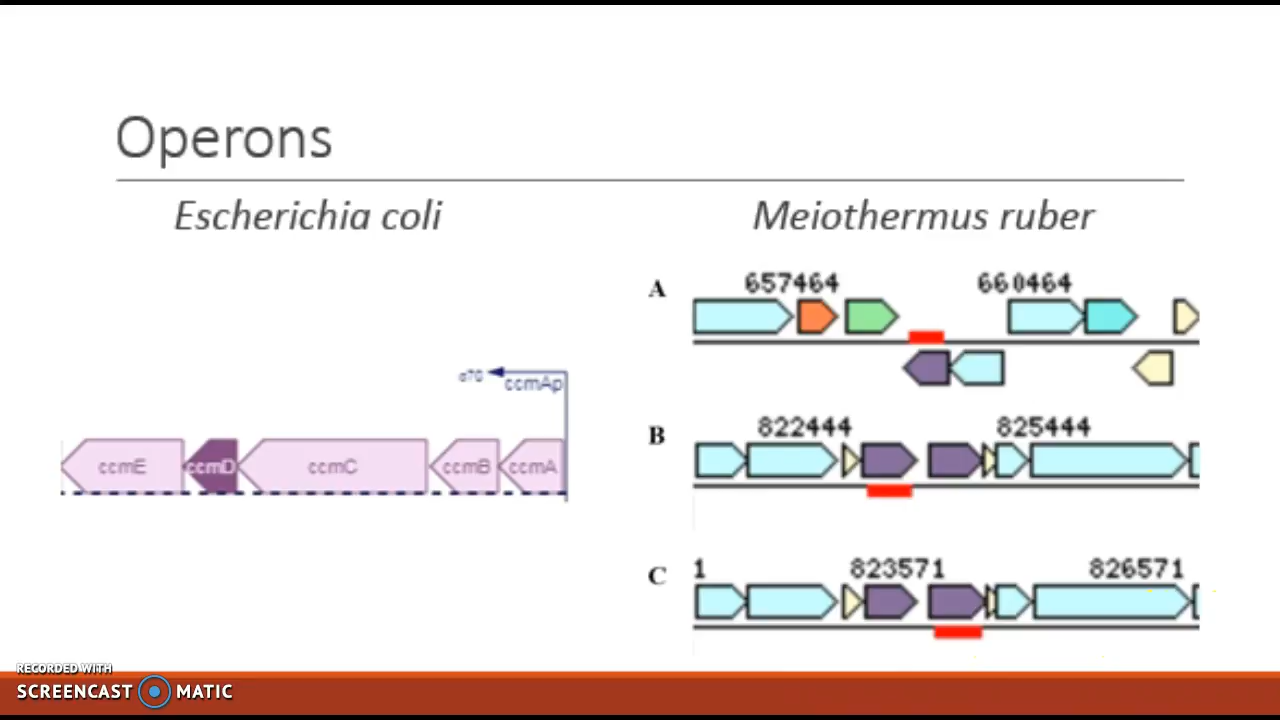 Operons
Escherichia coli
Meiothermus ruber
A
657464
660464
σ70
ccmAp
ccmE
ccmD
ccmC
ccmB
ccmA
B
822444
825444
C
1
823571
826571
RECORDED WITH
SCREENCAST MATIC